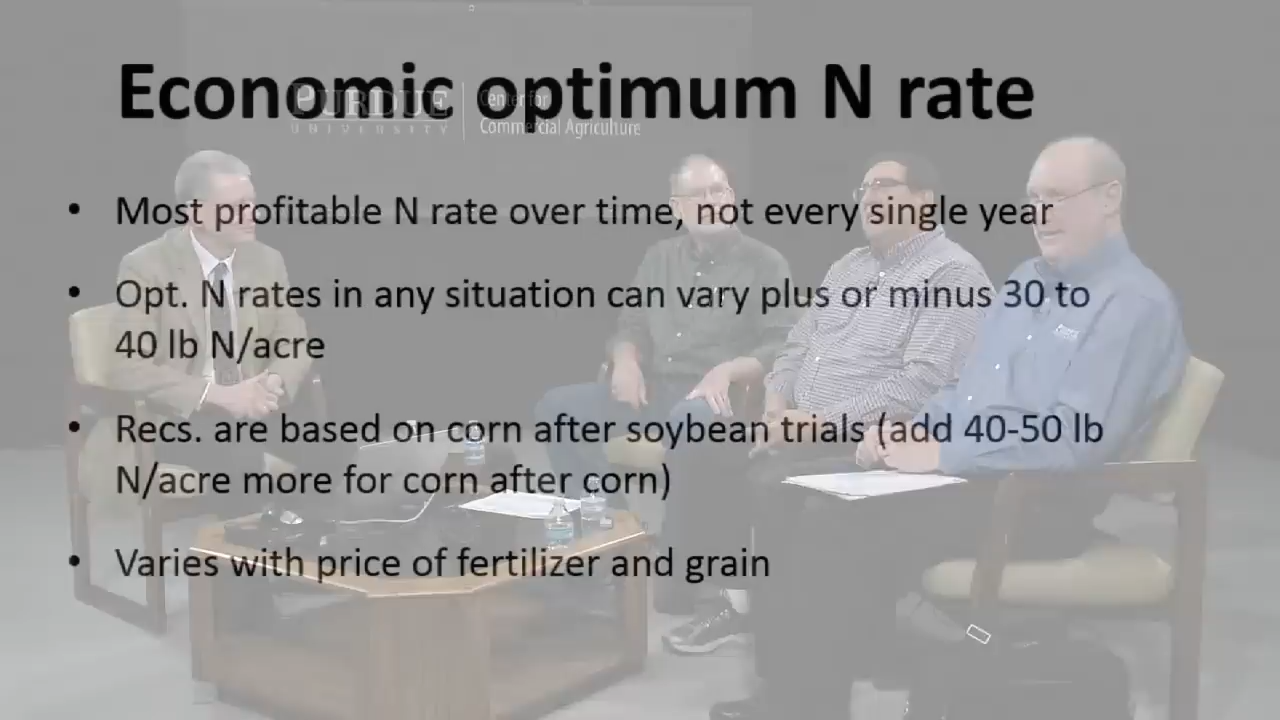 Economic optimum N rate
PURDUE
UNIVERSITY
Center for
Commercial Agriculture
• Most profitable N rate over time, not every single year
• Opt. N rates in any situation can vary plus or minus 30 to
40 lb N/acre
• Recs. are based on corn after soybean trials (add 40-50 lb
N/acre more for corn after corn)
• Varies with price of fertilizer and grain